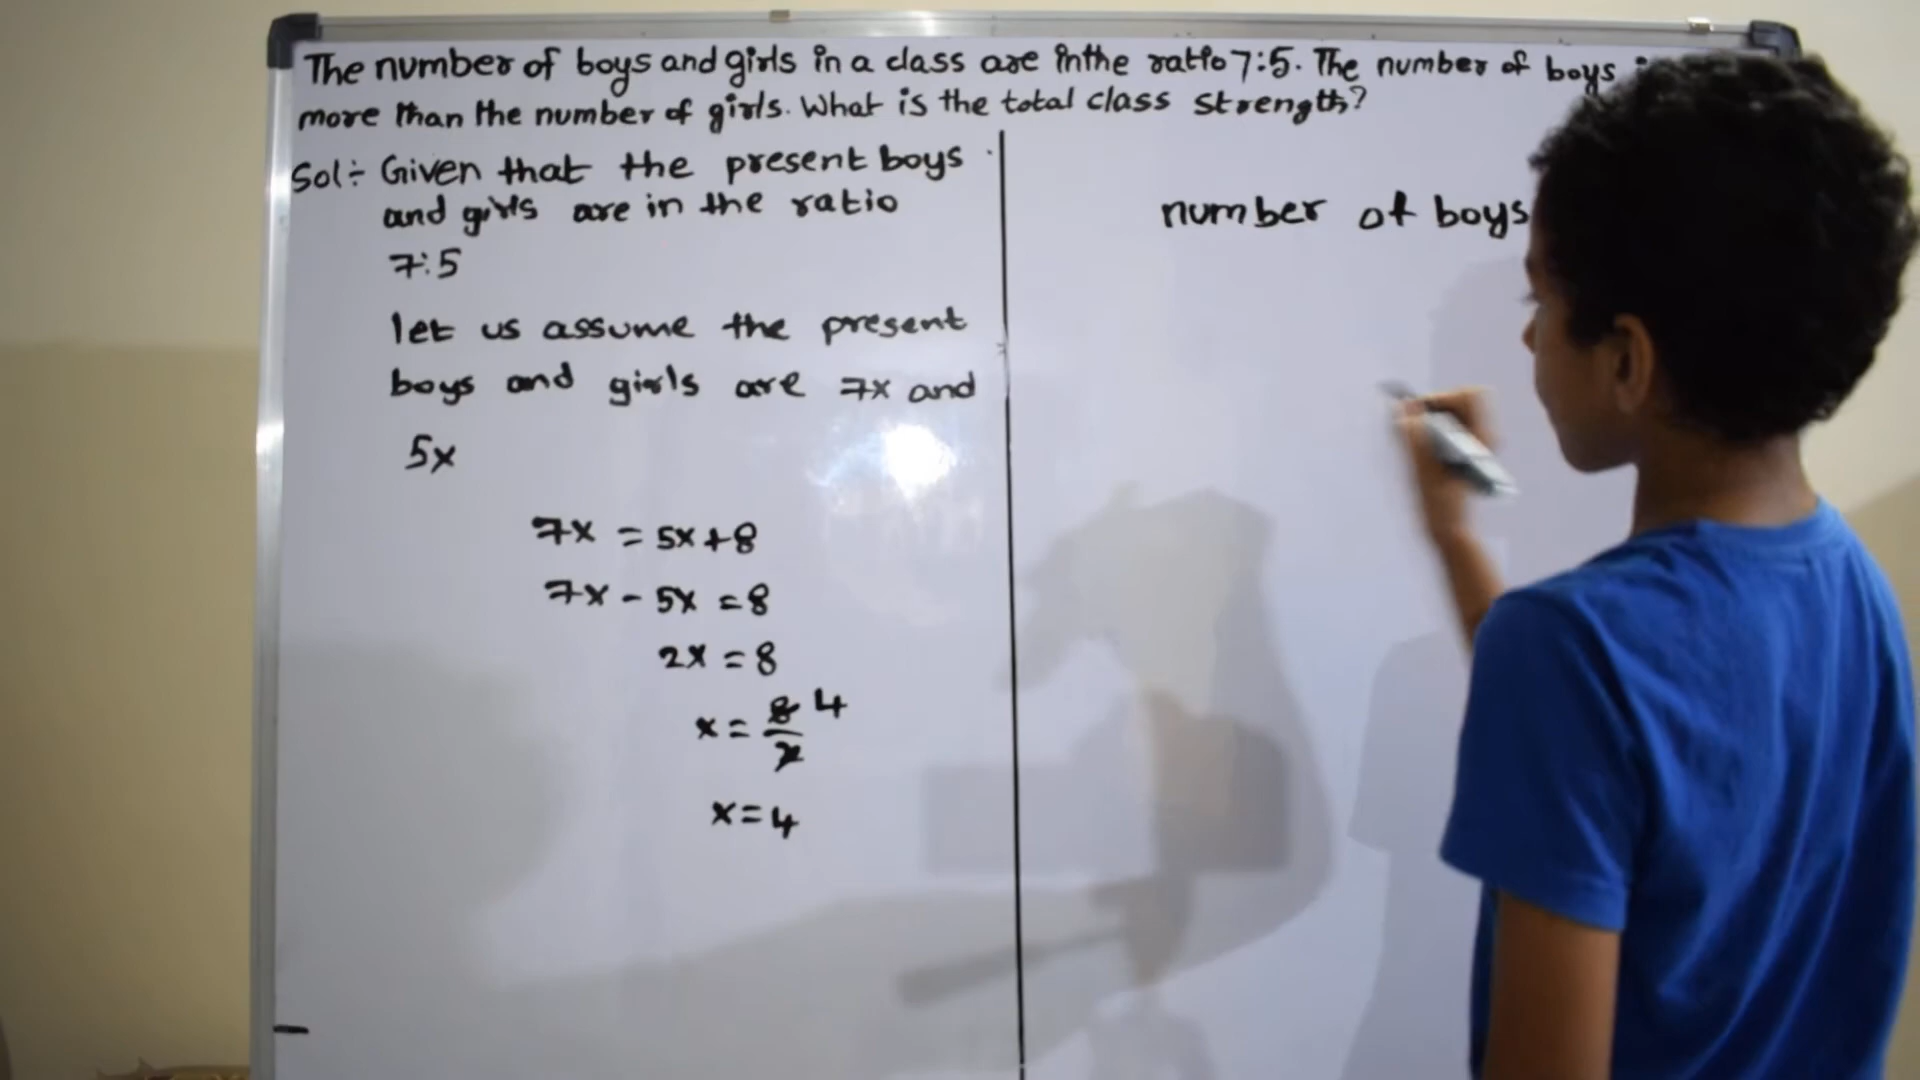 The number of boys and girls in a class are in the ratio 7:5. The number of boys
more than the number of girls. What is the total class strength?
Sol÷ Given that the present boys
and girls are in the ratio
7:5
let us assume the present
boys and girls are 7x and
5x
7x = 5x+8
7x - 5x = 8
2x = 8
x = 8/2 4
x = 4
number of boys